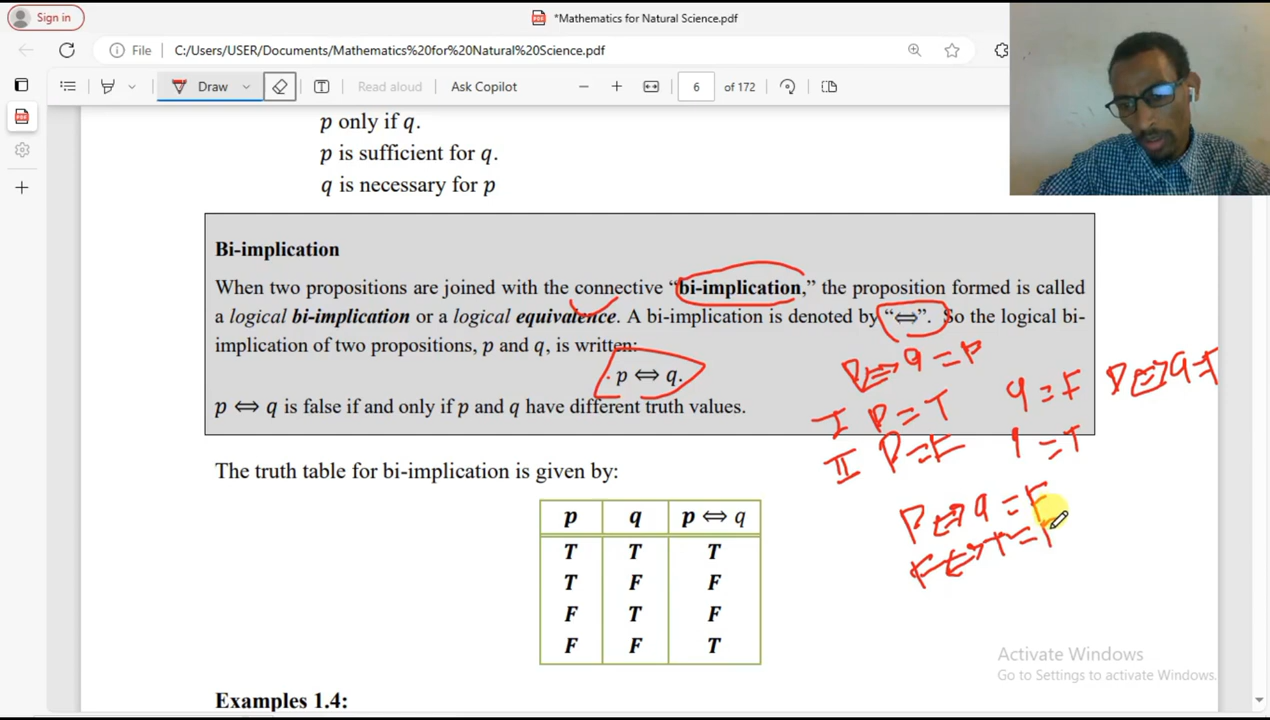 Sign in
*Mathematics for Natural Science.pdf
File
C:/Users/USER/Documents/Mathematics%20for%20Natural%20Science.pdf
Draw
Read aloud
Ask Copilot
6 of 172
p only if q.
p is sufficient for q.
q is necessary for p
Bi-implication
When two propositions are joined with the connective “bi-implication,” the proposition formed is called
a logical bi-implication or a logical equivalence. A bi-implication is denoted by “⇔”. So the logical bi-
implication of two propositions, p and q, is written:
p ⇔ q.
p ⇔ q is false if and only if p and q have different truth values.
P ⇔ q = P
I P = T q = F P ⇔ q = F
II P = F q = T
P ⇔ q = F
F ⇔ T = F
The truth table for bi-implication is given by:
p q p ⇔ q
T T T
T F F
F T F
F F T
Examples 1.4:
Activate Windows
Go to Settings to activate Windows.